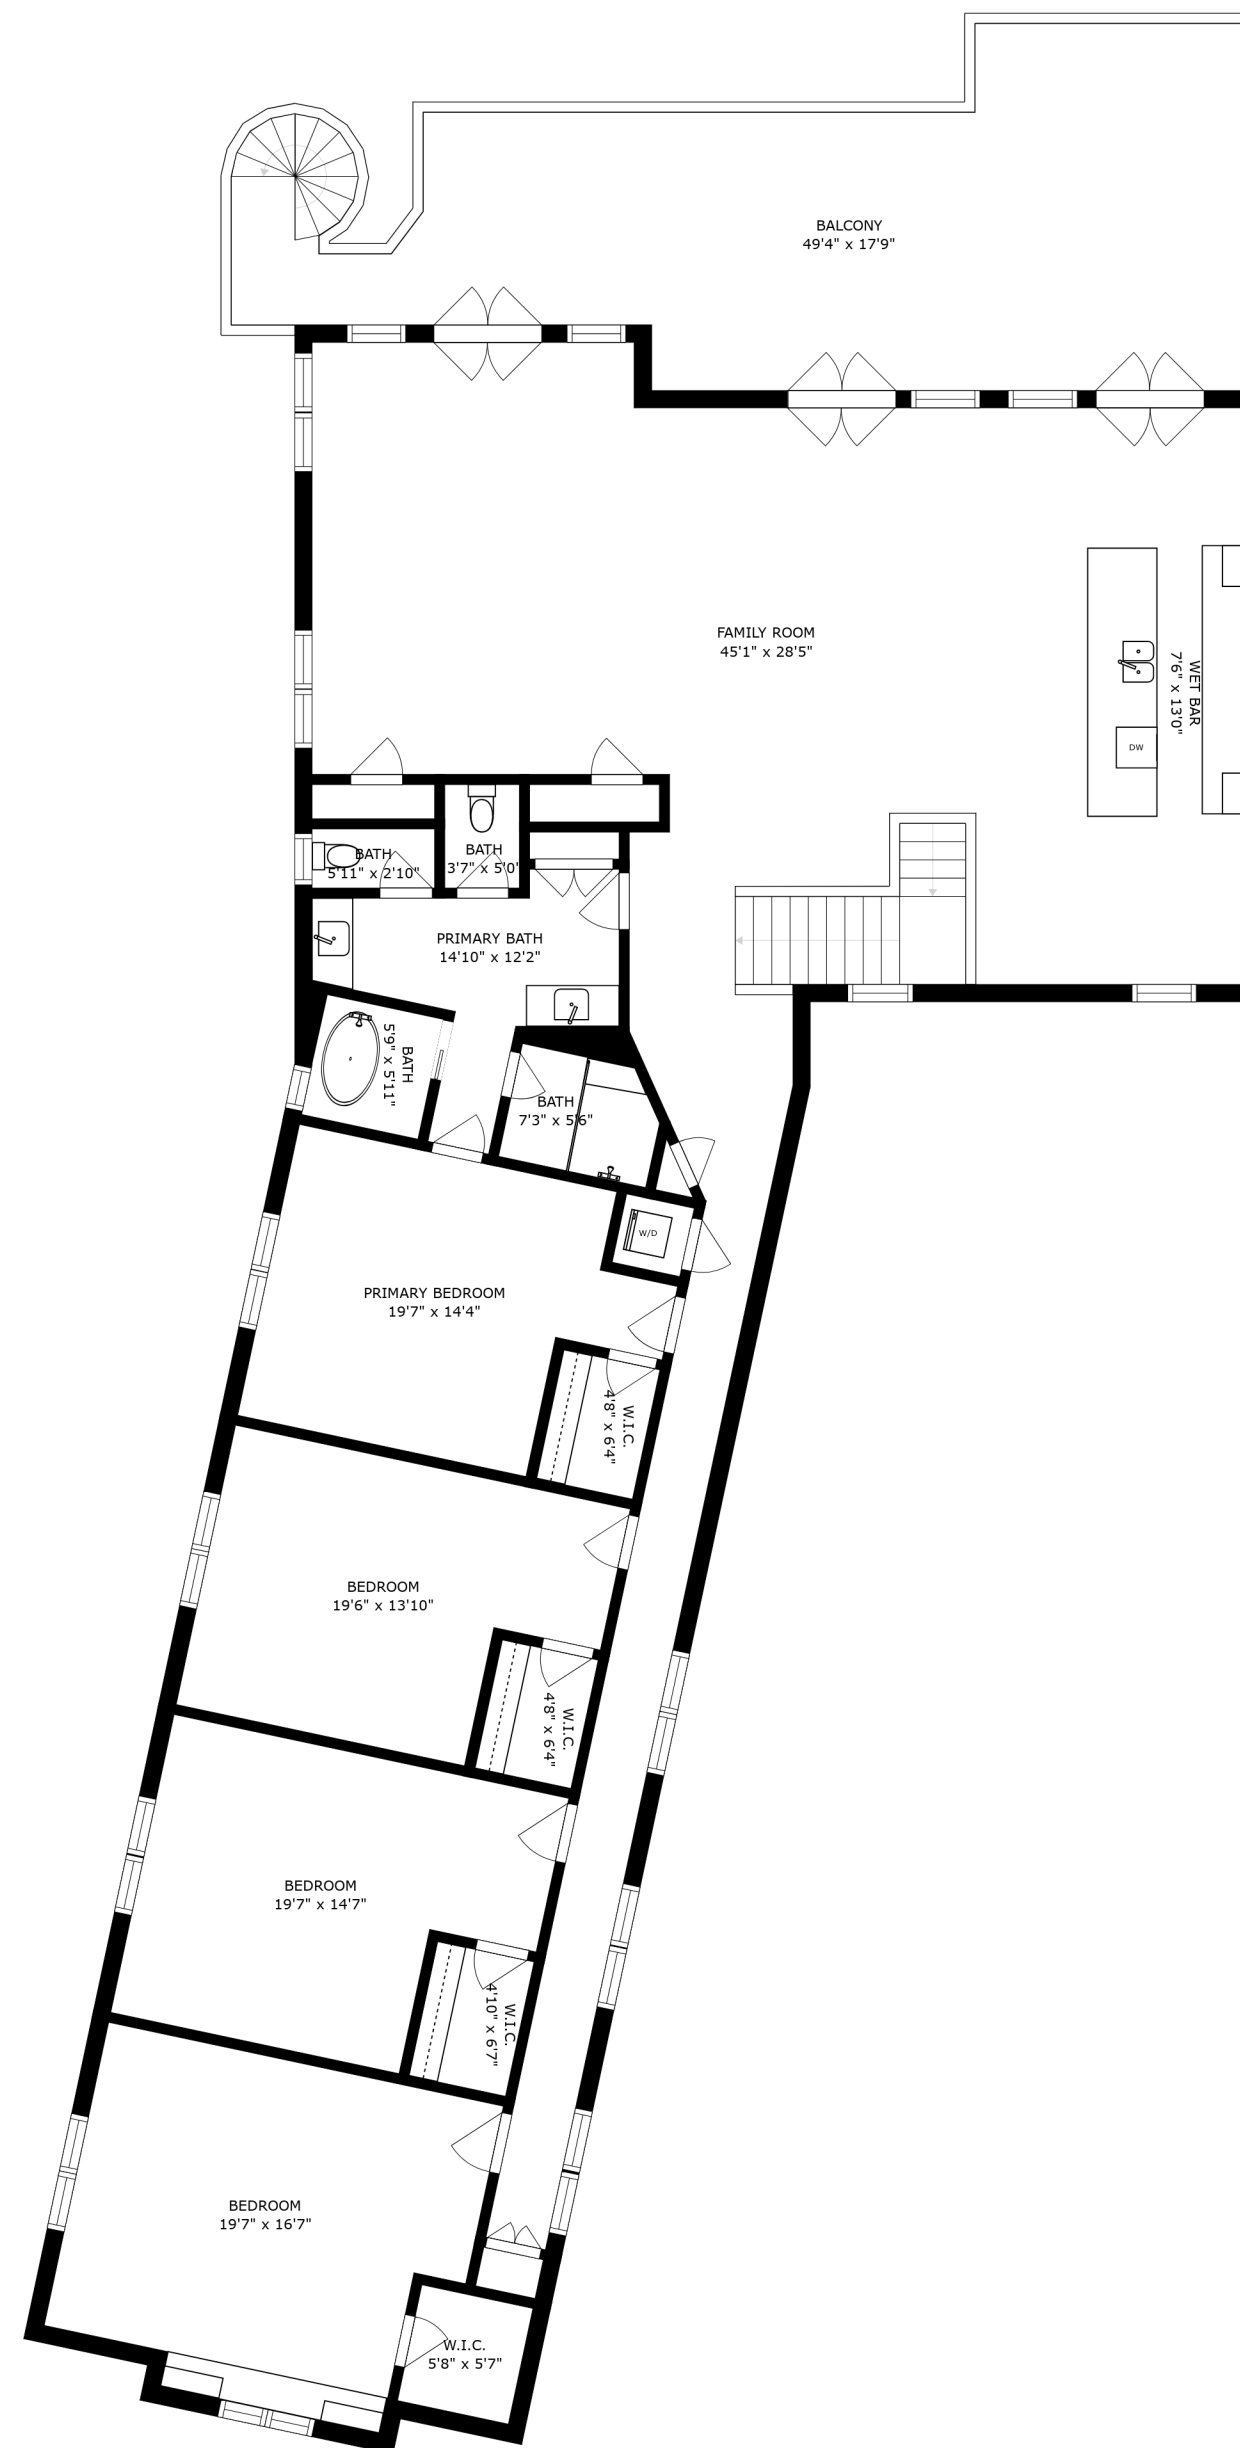 BALCONY
49'4" x 17'9"
FAMILY ROOM
45'1" x 28'5"
WET BAR
7'6" x 13'0"
DW
BATH
5'11" x 2'10"
BATH
3'7" x 5'0"
PRIMARY BATH
14'10" x 12'2"
BATH
5'9" x 5'11"
BATH
7'3" x 5'6"
W/D
PRIMARY BEDROOM
19'7" x 14'4"
W.I.C.
4'8" x 6'4"
BEDROOM
19'6" x 13'10"
W.I.C.
4'8" x 6'4"
BEDROOM
19'7" x 14'7"
W.I.C.
4'10" x 6'7"
BEDROOM
19'7" x 16'7"
W.I.C.
5'8" x 5'7"